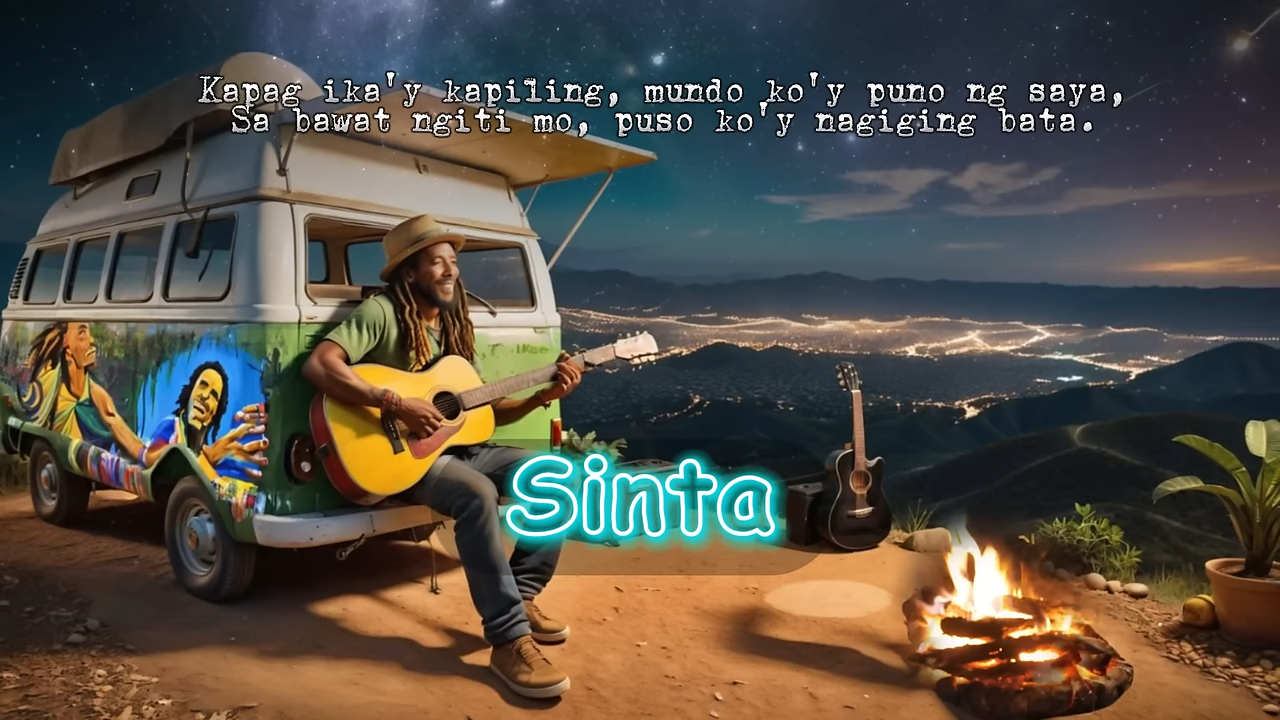 Kapag ika'y kapiling, mundo ko'y puno ng saya,
Sa bawat ngiti mo, puso ko'y nagiging bata.
Sinta